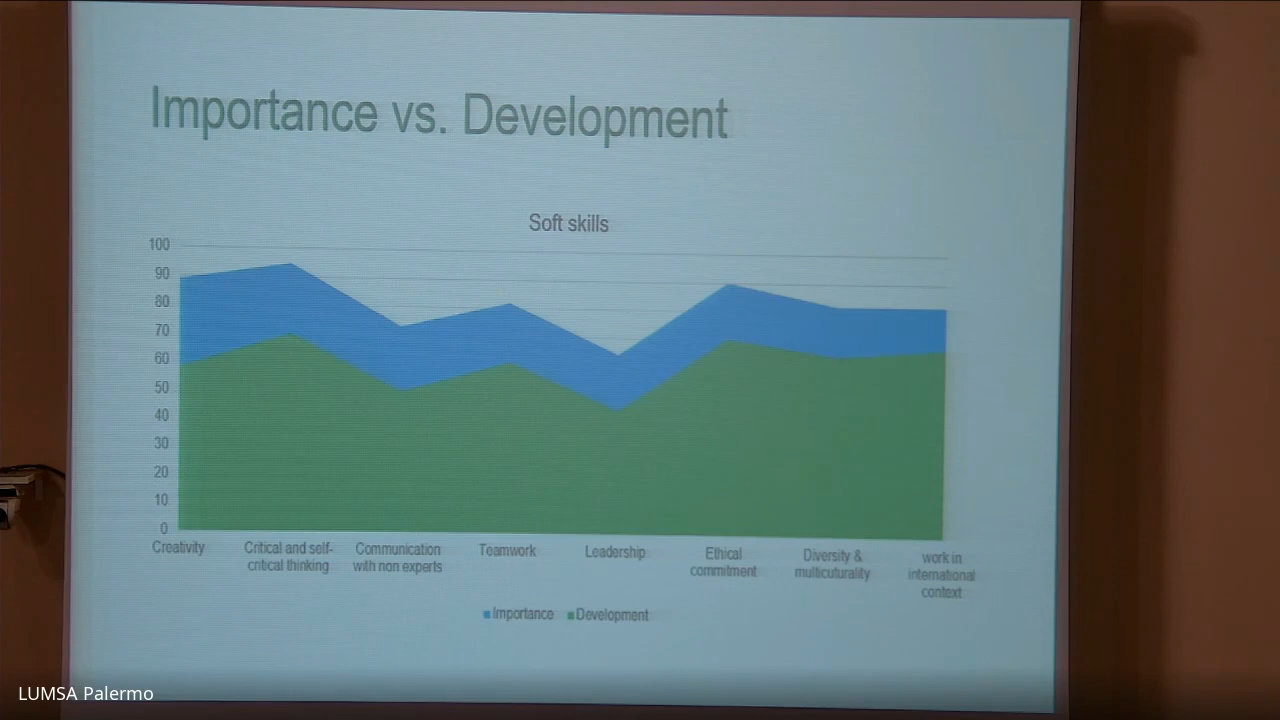 Importance vs. Development
Soft skills
100
90
80
70
60
50
40
30
20
10
0
Creativity
Critical and self-
critical thinking
Communication
with non experts
Teamwork
Leadership
Ethical
commitment
Diversity &
multicuturality
work in
international
context
Importance
Development
LUMSA Palermo